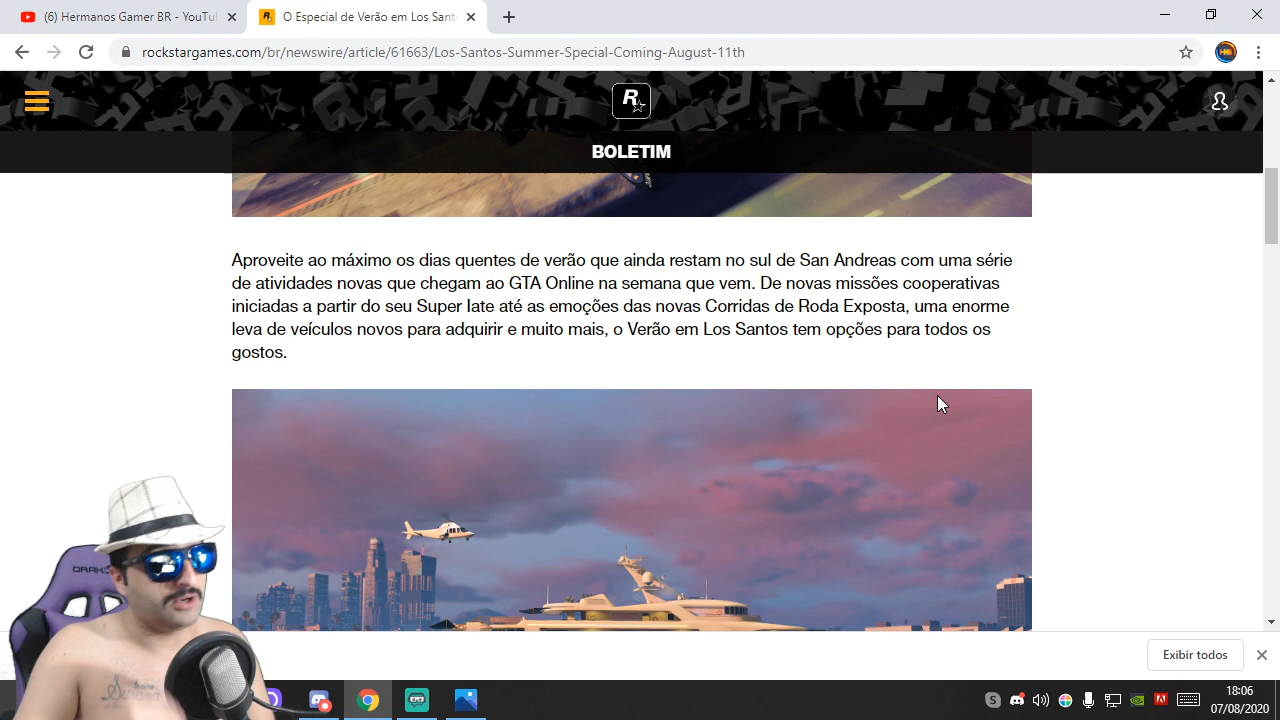 (6) Hermanos Gamer BR - YouTu
O Especial de Verão em Los Sant
rockstargames.com/br/newswire/article/61663/Los-Santos-Summer-Special-Coming-August-11th
R
BOLETIM
Aproveite ao máximo os dias quentes de verão que ainda restam no sul de San Andreas com uma série
de atividades novas que chegam ao GTA Online na semana que vem. De novas missões cooperativas
iniciadas a partir do seu Super Iate até as emoções das novas Corridas de Roda Exposta, uma enorme
leva de veículos novos para adquirir e muito mais, o Verão em Los Santos tem opções para todos os
gostos.
Exibir todos
18:06
07/08/2020